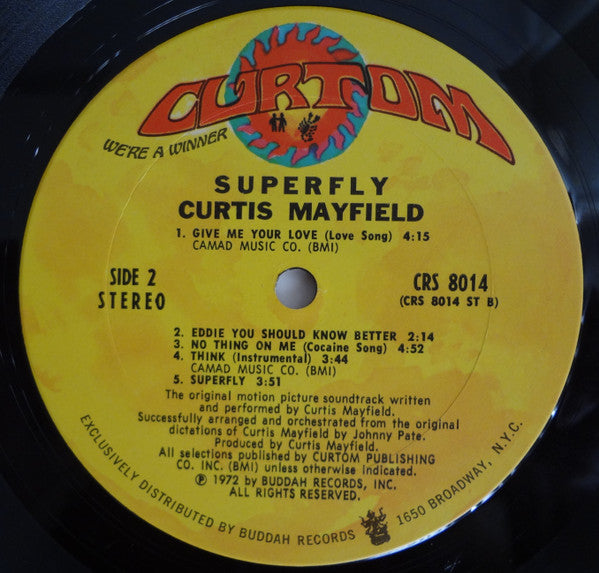 CURTOM
WE'RE A WINNER
SUPERFLY
CURTIS MAYFIELD
1. GIVE ME YOUR LOVE (Love Song) 4:15
CAMAD MUSIC CO. (BMI)
SIDE 2
STEREO
CRS 8014
(CRS 8014 ST B)
2. EDDIE YOU SHOULD KNOW BETTER 2:14
3. NO THING ON ME (Cocaine Song) 4:52
4. THINK (Instrumental) 3:44
CAMAD MUSIC CO. (BMI)
5. SUPERFLY 3:51
The original motion picture soundtrack written
and performed by Curtis Mayfield.
Successfully arranged and orchestrated from the original
dictations of Curtis Mayfield by Johnny Pate.
Produced by Curtis Mayfield.
All selections published by CURTOM PUBLISHING
CO. INC. (BMI) unless otherwise indicated.
℗ 1972 by BUDDAH RECORDS, INC.
ALL RIGHTS RESERVED.
EXCLUSIVELY DISTRIBUTED BY BUDDAH RECORDS 1650 BROADWAY, N.Y.C.